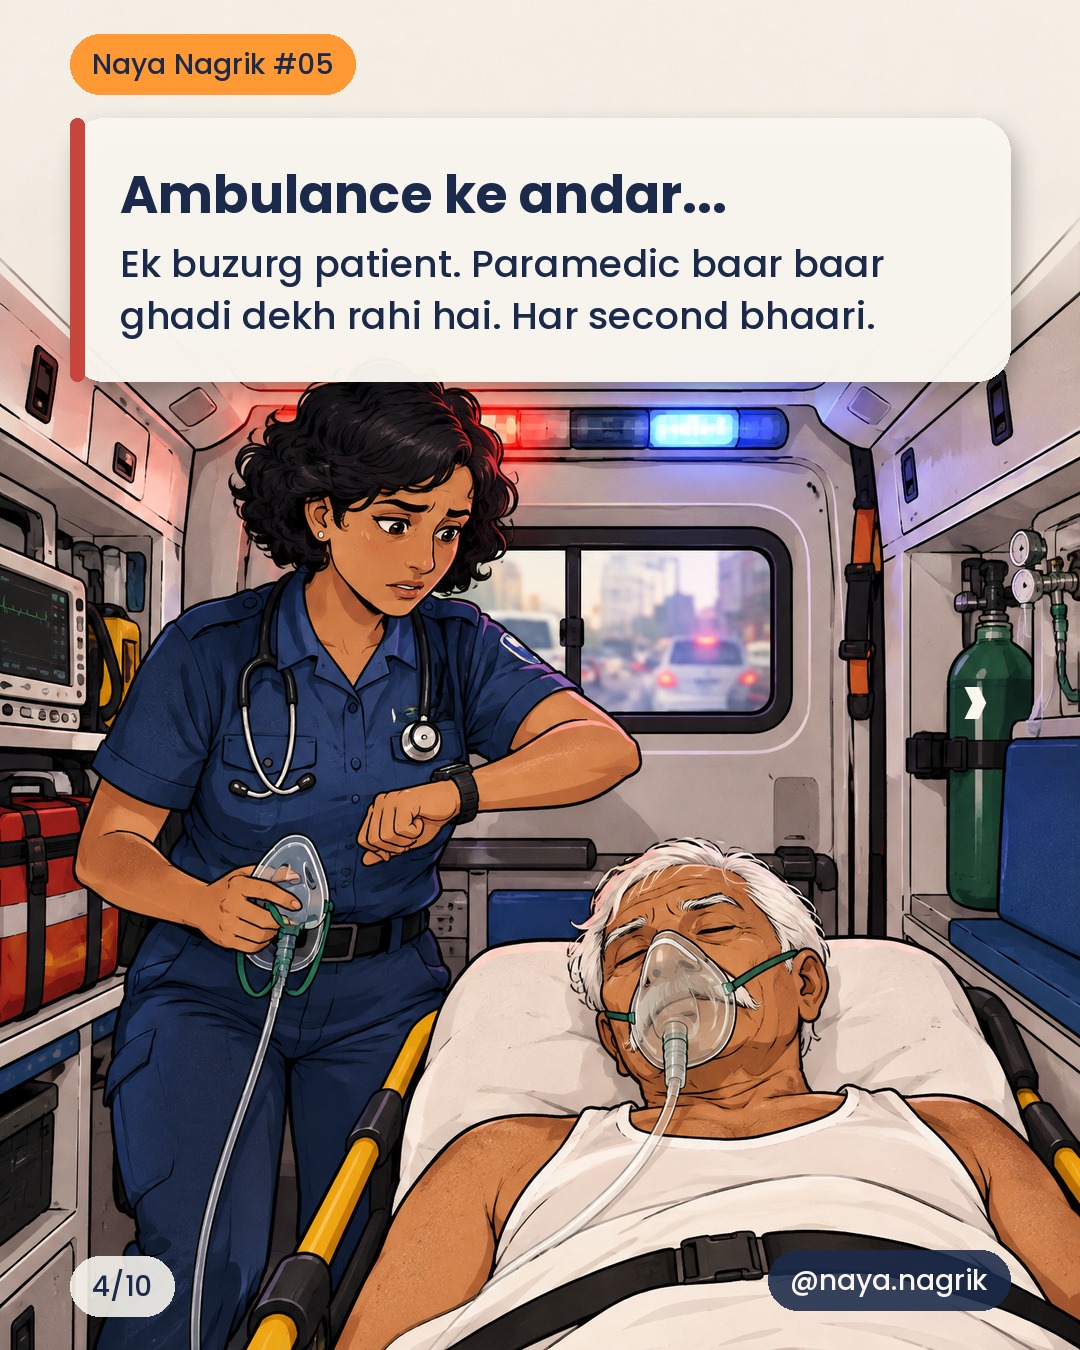 Naya Nagrik #05
Ambulance ke andar...
Ek buzurg patient. Paramedic baar baar
ghadi dekh rahi hai. Har second bhaari.
4/10
@naya.nagrik